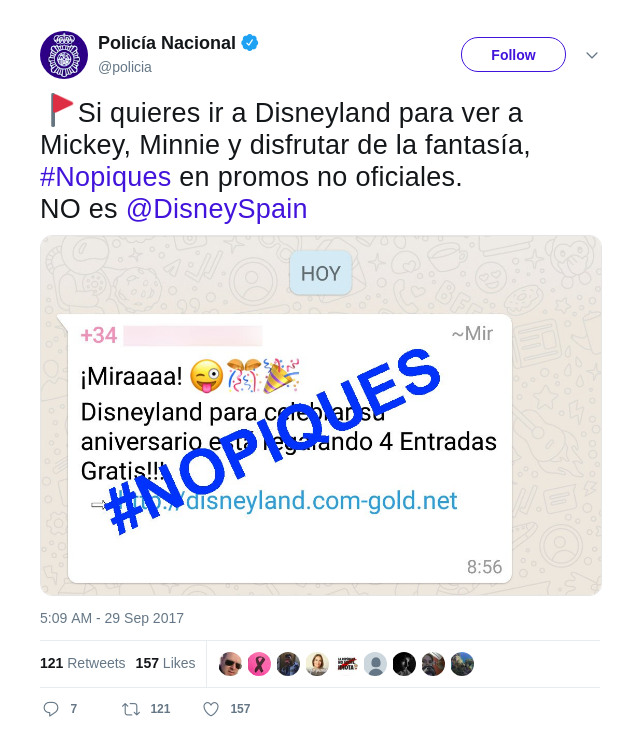 Policía Nacional
@policia
Follow
Si quieres ir a Disneyland para ver a
Mickey, Minnie y disfrutar de la fantasía,
#Nopiques en promos no oficiales.
NO es @DisneySpain
HOY
+34
~Mir
¡Miraaaa!
Disneyland para celebrar su
aniversario está regalando 4 Entradas
Gratis!!!
http://disneyland.com-gold.net
#NOPIQUES
8:56
5:09 AM - 29 Sep 2017
121 Retweets 157 Likes
7 121 157